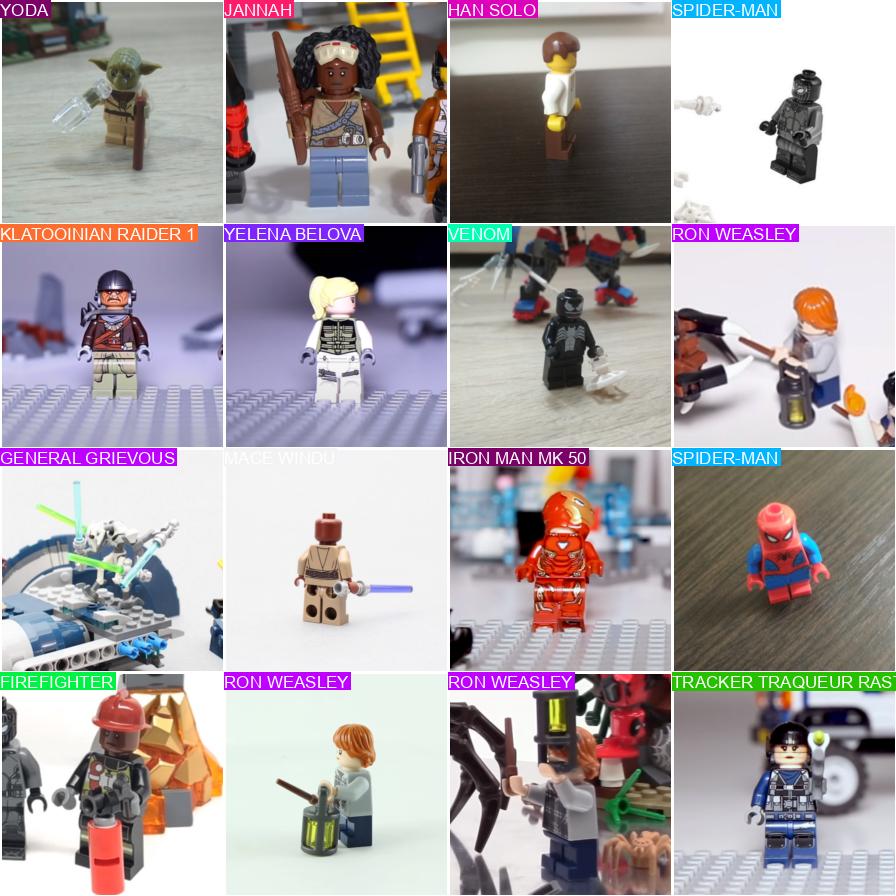 YODA
JANNAH
HAN SOLO
SPIDER-MAN
KLATOOINIAN RAIDER 1
YELENA BELOVA
VENOM
RON WEASLEY
GENERAL GRIEVOUS
MACE WINDU
IRON MAN MK 50
SPIDER-MAN
FIREFIGHTER
RON WEASLEY
RON WEASLEY
TRACKER TRAQUEUR RAST